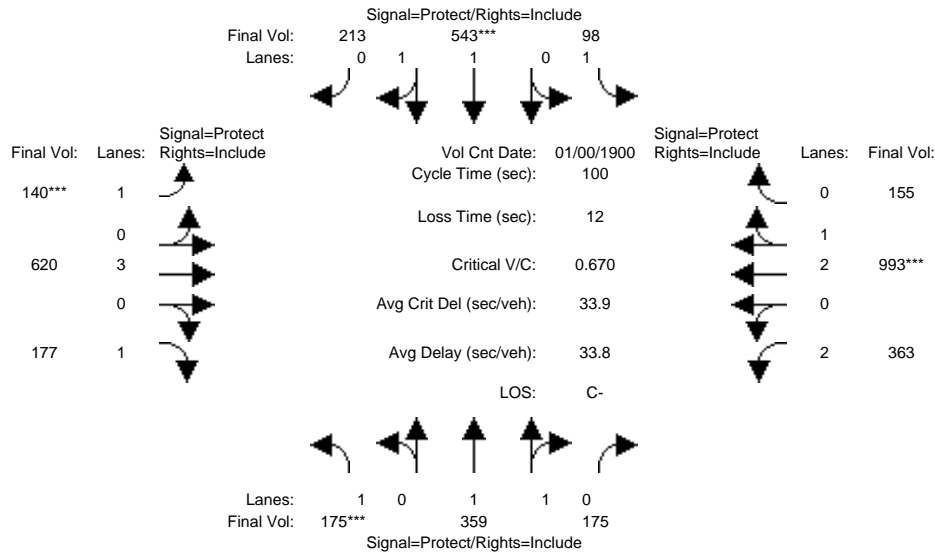 Signal=Protect/Rights=Include
Final Vol: 213 543*** 98
Lanes: 0 1 1 0 1
Signal=Protect Signal=Protect
Final Vol: Lanes: Rights=Include Vol Cnt Date: 01/00/1900 Rights=Include Lanes: Final Vol:
Cycle Time (sec): 100
140*** 1 0 155
Loss Time (sec): 12
0 1
620 3 Critical V/C: 0.670 2 993***
0 Avg Crit Del (sec/veh): 33.9 0
177 1 Avg Delay (sec/veh): 33.8 2 363
LOS: C-
Lanes: 1 0 1 1 0
Final Vol: 175*** 359 175
Signal=Protect/Rights=Include